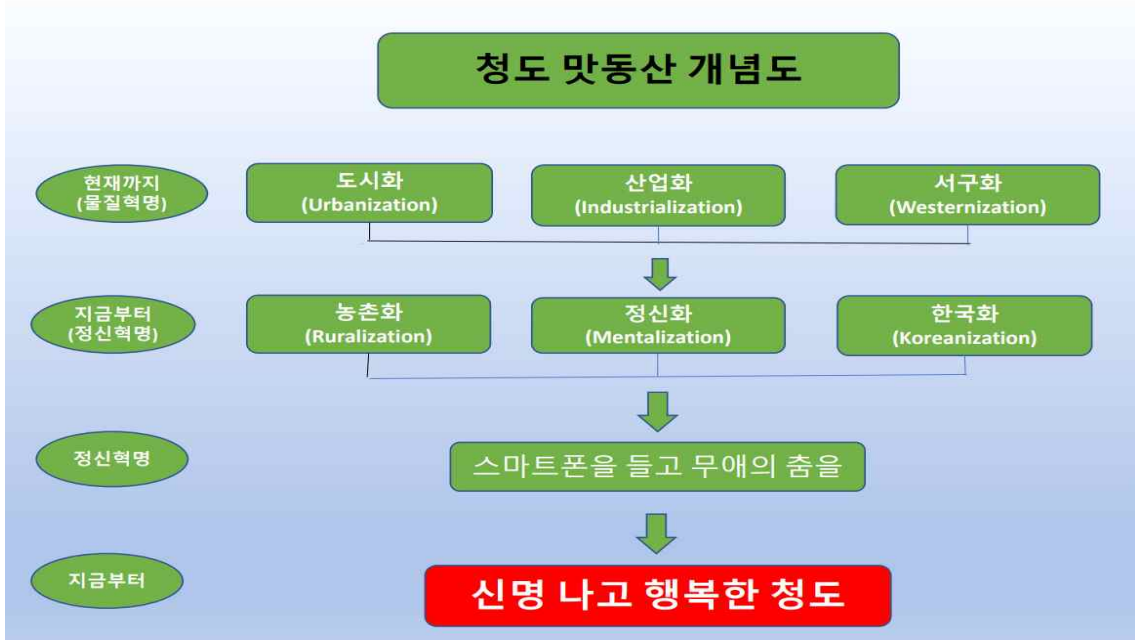 청도 맛동산 개념도
현재까지
(물질혁명)
도시화
(Urbanization)
산업화
(Industrialization)
서구화
(Westernization)
지금부터
(정신혁명)
농촌화
(Ruralization)
정신화
(Mentalization)
한국화
(Koreanization)
정신혁명
스마트폰을 들고 무애의 춤을
지금부터
신명 나고 행복한 청도